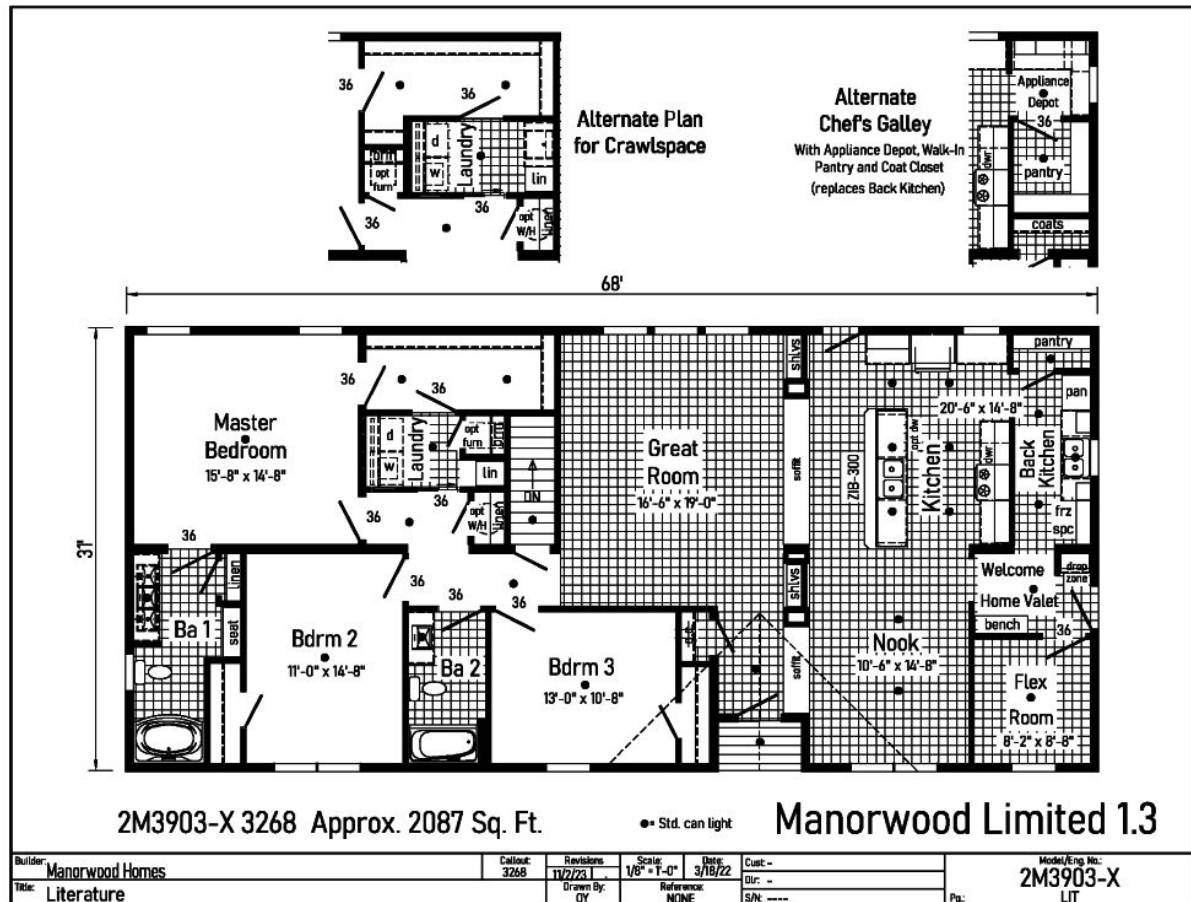 36
36
d
w
Laundry
brm
opt
furn
lin
36
36
opt
W/H
linen
Alternate Plan
for Crawlspace
Alternate
Chef's Galley
With Appliance Depot, Walk-In
Pantry and Coat Closet
(replaces Back Kitchen)
Appliance
Depot
36
dwr
pantry
coats
68'
31'
Master
Bedroom
15'-8" x 14'-8"
36
36
d
w
Laundry
opt
furn
brm
lin
36
36
opt
W/H
linen
DN
Great
Room
16'-6" x 19'-0"
shlvs
soffit
shlvs
soffit
pantry
20'-6" x 14'-8"
ZIB-300
opt dw
Kitchen
dwr
Back
Kitchen
pan
frz
spc
36
linen
Ba 1
seat
Bdrm 2
11'-0" x 14'-8"
36
36
36
Ba 2
Bdrm 3
13'-0" x 10'-8"
Nook
10'-6" x 14'-8"
Welcome
Home Valet
drop
zone
bench
36
Flex
Room
8'-2" x 8'-8"
2M3903-X 3268 Approx. 2087 Sq. Ft.
●= Std. can light
Manorwood Limited 1.3
Builder:
Manorwood Homes
Callout:
3268
Revisions
11/2/23
Scale:
1/8" = 1'-0"
Date:
3/18/22
Cust -
Dlr: -
S/N: ----
Model/Eng. No.:
2M3903-X
Title:
Literature
Drawn By:
OY
Reference:
NONE
Pg.:
LIT